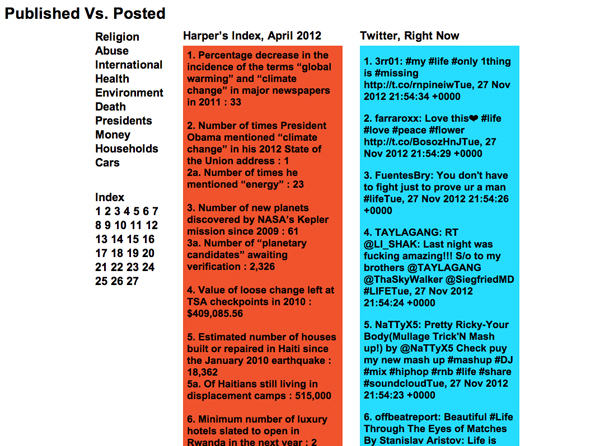 Published Vs. Posted
Religion
Abuse
International
Health
Environment
Death
Presidents
Money
Households
Cars
Index
1 2 3 4 5 6 7
8 9 10 11 12
13 14 15 16
17 18 19 20
21 22 23 24
25 26 27
Harper's Index, April 2012
1. Percentage decrease in the
incidence of the terms “global
warming” and “climate
change” in major newspapers
in 2011 : 33
2. Number of times President
Obama mentioned “climate
change” in his 2012 State of
the Union address : 1
2a. Number of times he
mentioned “energy” : 23
3. Number of new planets
discovered by NASA's Kepler
mission since 2009 : 61
3a. Number of “planetary
candidates” awaiting
verification : 2,326
4. Value of loose change left at
TSA checkpoints in 2010 :
$409,085.56
5. Estimated number of houses
built or repaired in Haiti since
the January 2010 earthquake :
18,362
5a. Of Haitians still living in
displacement camps : 515,000
6. Minimum number of luxury
hotels slated to open in
Rwanda in the next year : 2
Twitter, Right Now
1. 3rr01: #my #life #only 1thing
is #missing
http://t.co/rnpineiwTue, 27 Nov
2012 21:54:34 +0000
2. farraroxx: Love this❤ #life
#love #peace #flower
http://t.co/BosozHnJTue, 27
Nov 2012 21:54:29 +0000
3. FuentesBry: You don't have
to fight just to prove ur a man
#lifeTue, 27 Nov 2012 21:54:26
+0000
4. TAYLAGANG: RT
@LI_SHAK: Last night was
fucking amazing!!! S/o to my
brothers @TAYLAGANG
@ThaSkyWalker @SiegfriedMD
#LIFETue, 27 Nov 2012
21:54:24 +0000
5. NaTTyX5: Pretty Ricky-Your
Body(Mullage Trick'N Mash
up!) by @NaTTyX5 Check puy
my new mash up #mashup #DJ
#mix #hiphop #rnb #life #share
#soundcloudTue, 27 Nov 2012
21:54:23 +0000
6. offbeatreport: Beautiful #Life
Through The Eyes of Matches
By Stanislav Aristov: Life is